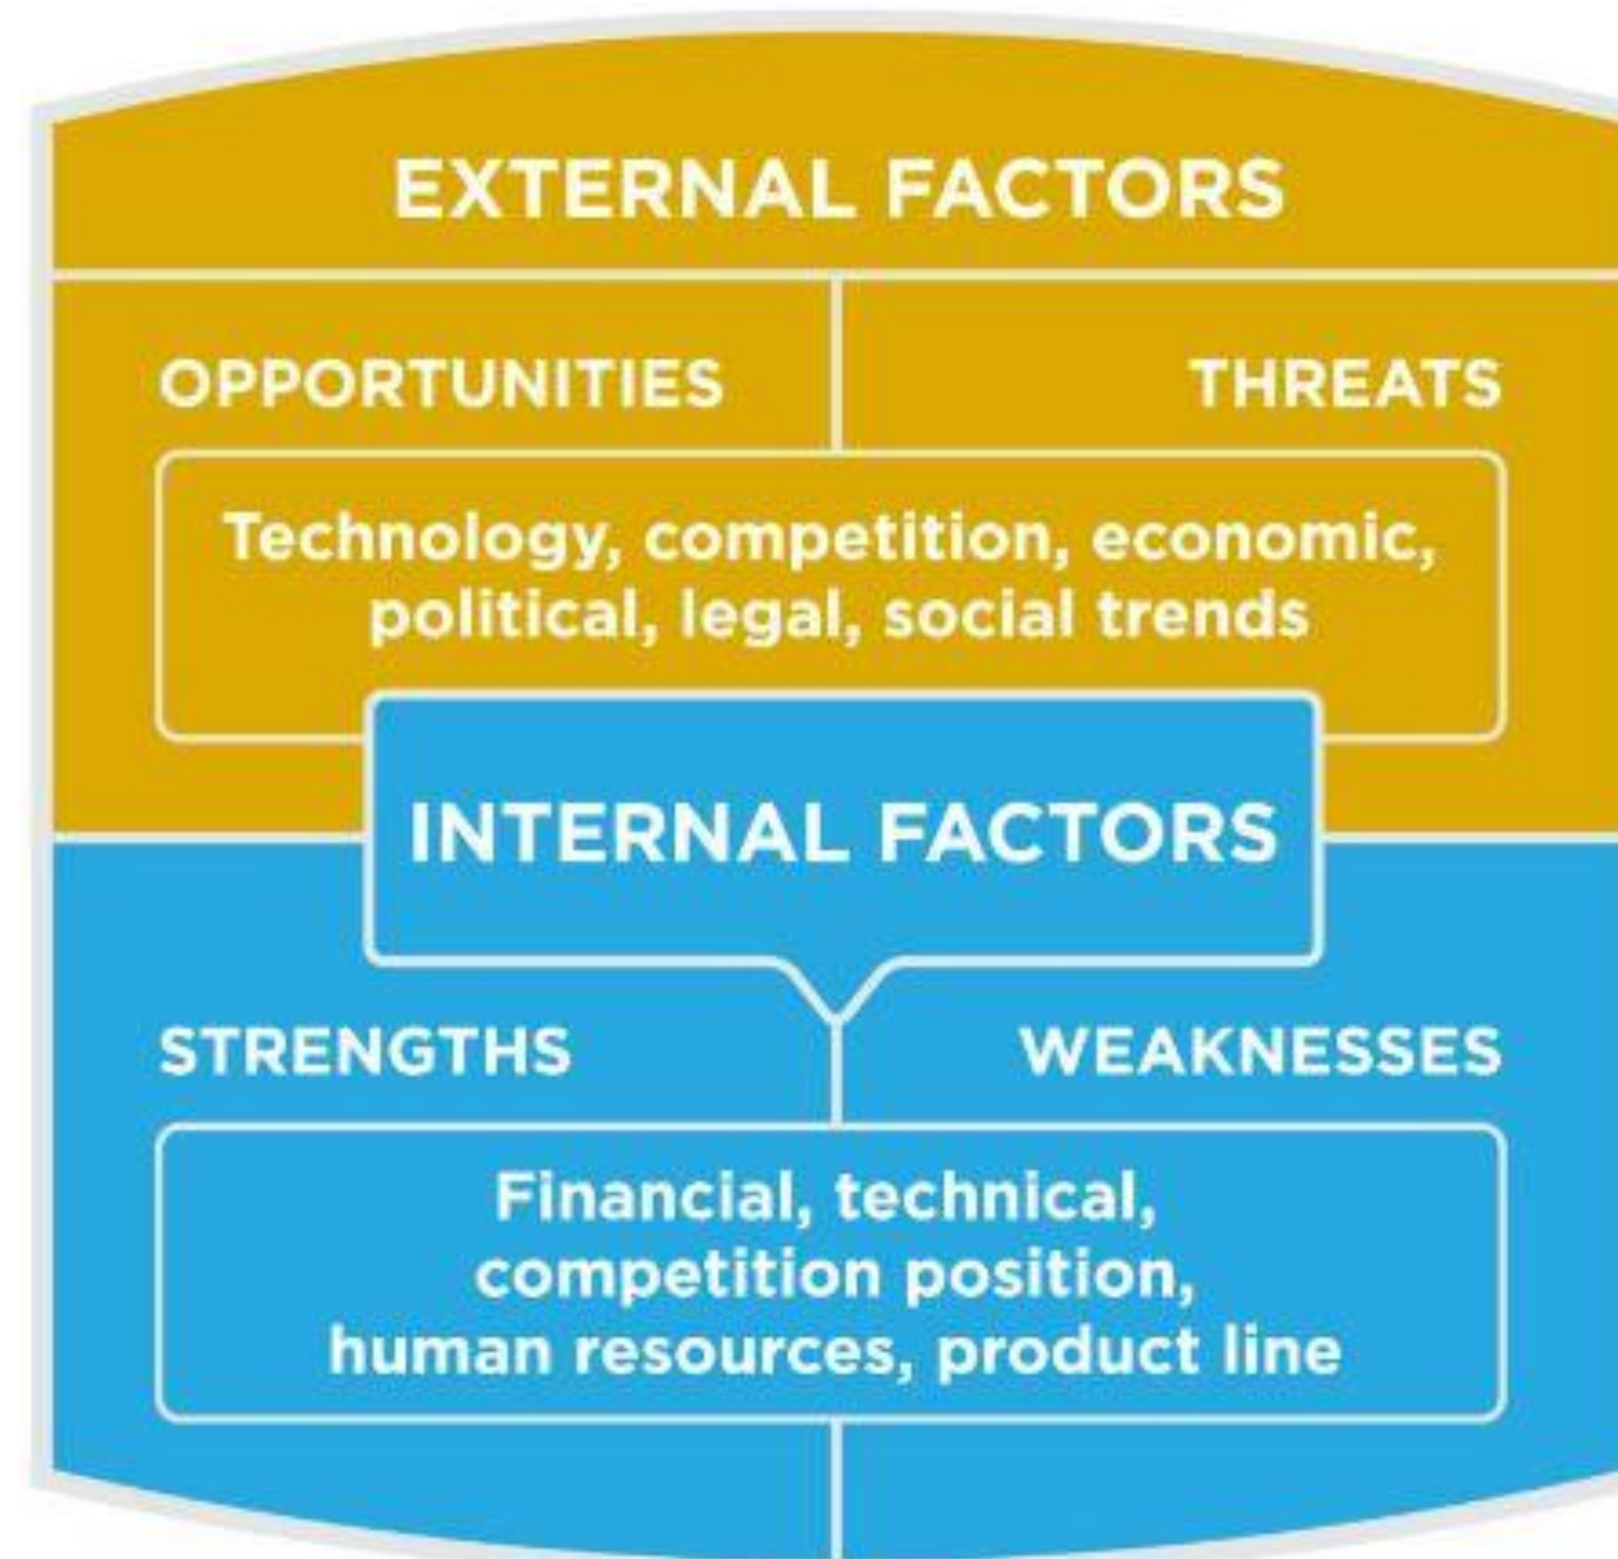 EXTERNAL FACTORS
OPPORTUNITIES
THREATS
Technology, competition, economic,
political, legal, social trends
INTERNAL FACTORS
STRENGTHS
WEAKNESSES
Financial, technical,
competition position,
human resources, product line